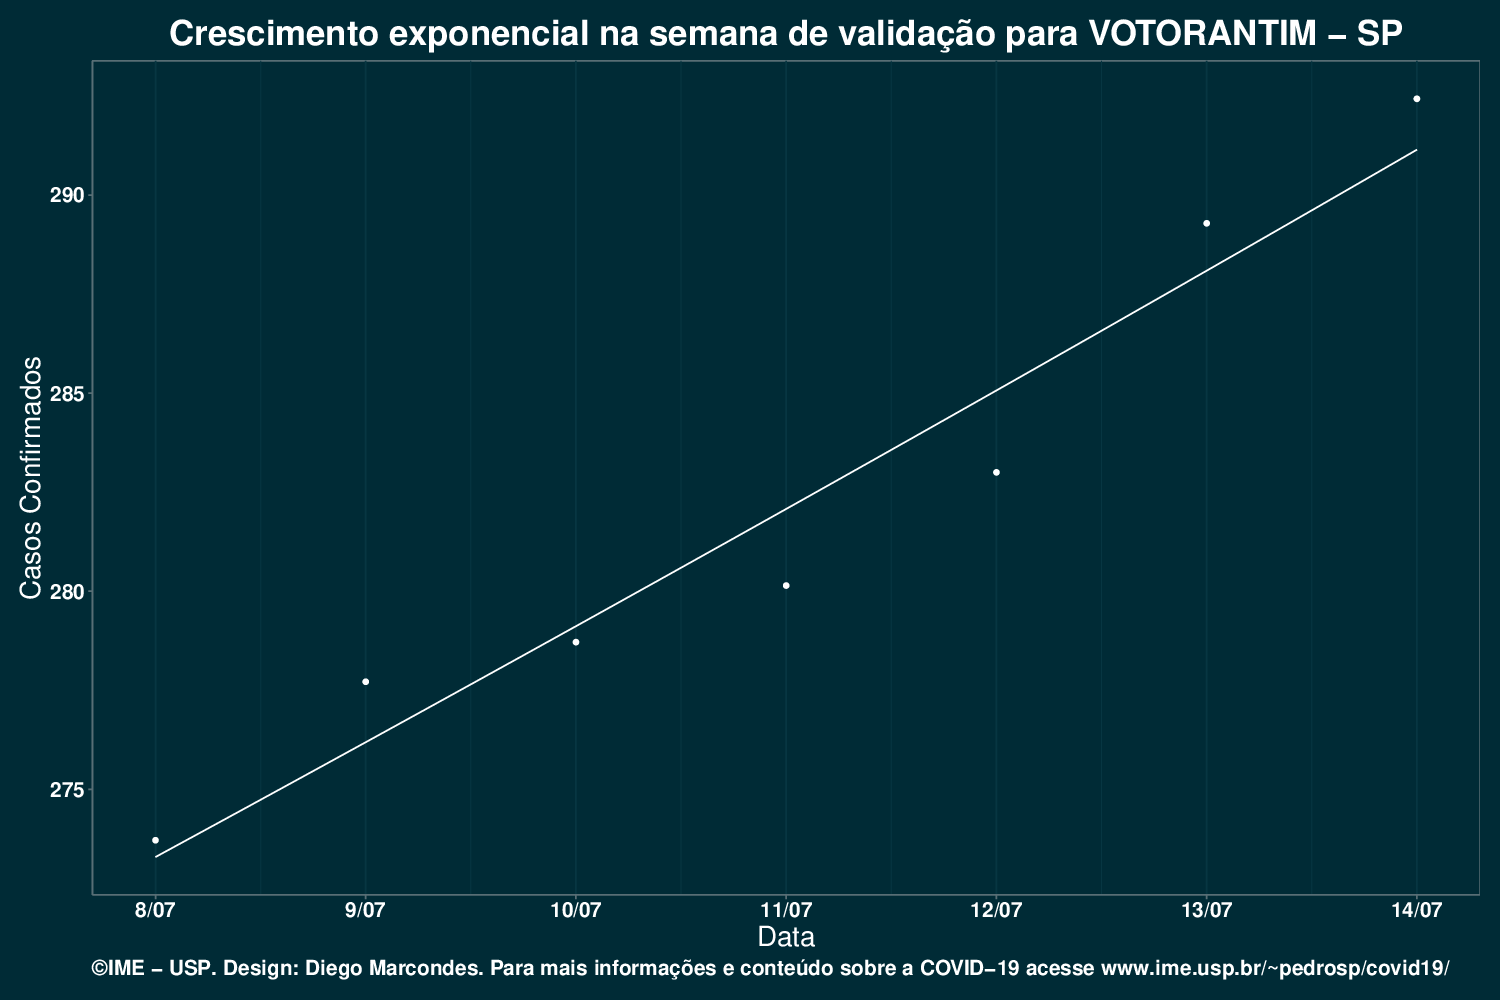 Crescimento exponencial na semana de validação para VOTORANTIM − SP
Casos Confirmados
290
285
280
275
8/07 9/07 10/07 11/07 12/07 13/07 14/07
Data
©IME − USP. Design: Diego Marcondes. Para mais informações e conteúdo sobre a COVID−19 acesse www.ime.usp.br/~pedrosp/covid19/